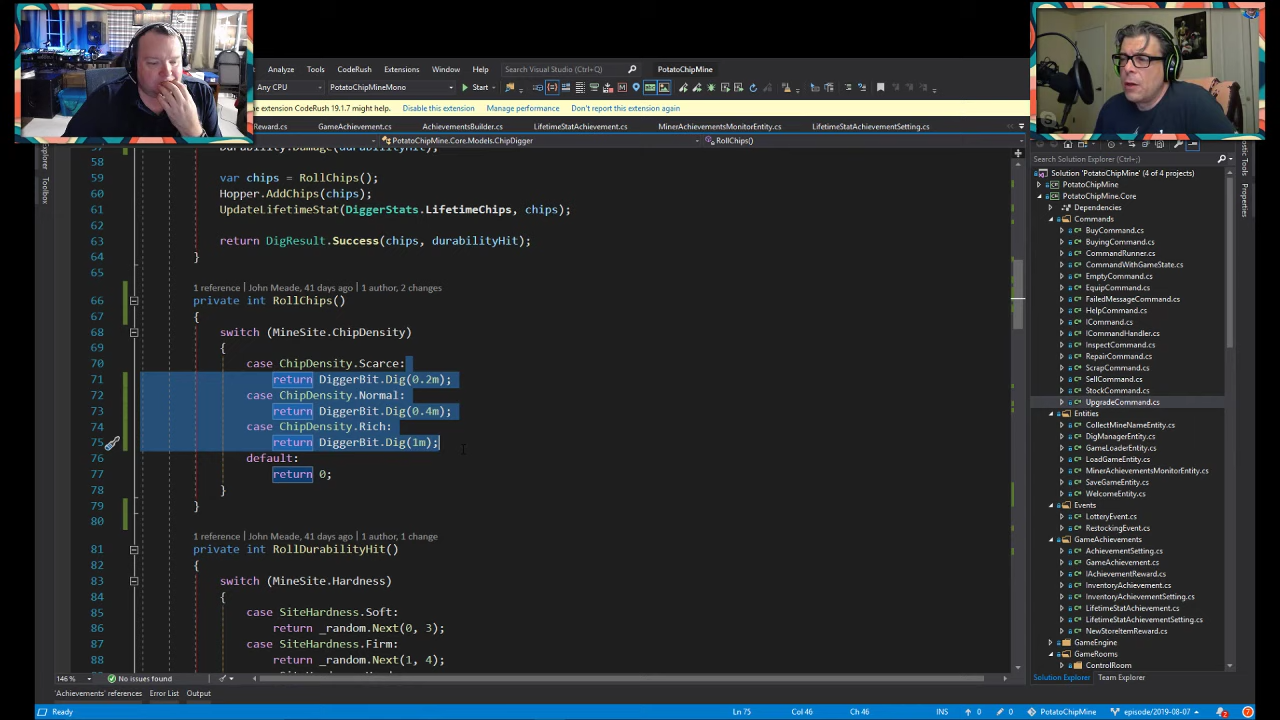 Analyze Tools CodeRush Extensions Window Help Search Visual Studio (Ctrl+Q) PotatoChipMine
Any CPU PotatoChipMineMono Start
he extension CodeRush 19.1.7 might help. Disable this extension Manage performance Don't report this extension
Reward.cs GameAchievement.cs AchievementsBuilder.cs LifetimeStatAchievement.cs MinerAchievementsMonitorEntity.cs LifetimeStatAchievementSetting.cs
PotatoChipMine.Core.Models.ChipDigger RollChips()
Explorer
Toolbox
Durability.Damage(durabilityHit);
58
59 var chips = RollChips();
60 Hopper.AddChips(chips);
61 UpdateLifetimeStat(DiggerStats.LifetimeChips, chips);
62
63 return DigResult.Success(chips, durabilityHit);
64 }
65
1 reference | John Meade, 41 days ago | 1 author, 2 changes
66 private int RollChips()
67 {
68 switch (MineSite.ChipDensity)
69 {
70 case ChipDensity.Scarce:
71 return DiggerBit.Dig(0.2m);
72 case ChipDensity.Normal:
73 return DiggerBit.Dig(0.4m);
74 case ChipDensity.Rich:
75 return DiggerBit.Dig(1m);
76 default:
77 return 0;
78 }
79 }
80
1 reference | John Meade, 41 days ago | 1 author, 1 change
81 private int RollDurabilityHit()
82 {
83 switch (MineSite.Hardness)
84 {
85 case SiteHardness.Soft:
86 return _random.Next(0, 3);
87 case SiteHardness.Firm:
88 return _random.Next(1, 4);
146 % No issues found
'Achievements' references Error List Output
Ready Ln 75 Col 46 Ch 46 INS 0 0 PotatoChipMine episode/2019-08-07 2 7
Solution Explorer
Search Solution Explorer (Ctrl+;)
Solution 'PotatoChipMine' (4 of 4 projects)
PotatoChipMine
PotatoChipMine.Core
Dependencies
Commands
BuyCommand.cs
BuyingCommand.cs
CommandRunner.cs
CommandWithGameState.cs
EmptyCommand.cs
EquipCommand.cs
FailedMessageCommand.cs
HelpCommand.cs
ICommand.cs
ICommandHandler.cs
InspectCommand.cs
RepairCommand.cs
ScrapCommand.cs
SellCommand.cs
StockCommand.cs
UpgradeCommand.cs
Entities
CollectMineNameEntity.cs
DigManagerEntity.cs
GameLoaderEntity.cs
LoadGameEntity.cs
MinerAchievementsMonitorEntity.cs
SaveGameEntity.cs
WelcomeEntity.cs
Events
LotteryEvent.cs
RestockingEvent.cs
GameAchievements
AchievementSetting.cs
GameAchievement.cs
IAchievementReward.cs
InventoryAchievement.cs
InventoryAchievementSetting.cs
LifetimeStatAchievement.cs
LifetimeStatAchievementSetting.cs
NewStoreItemReward.cs
GameEngine
GameRooms
ControlRoom
Solution Explorer Team Explorer
Properties